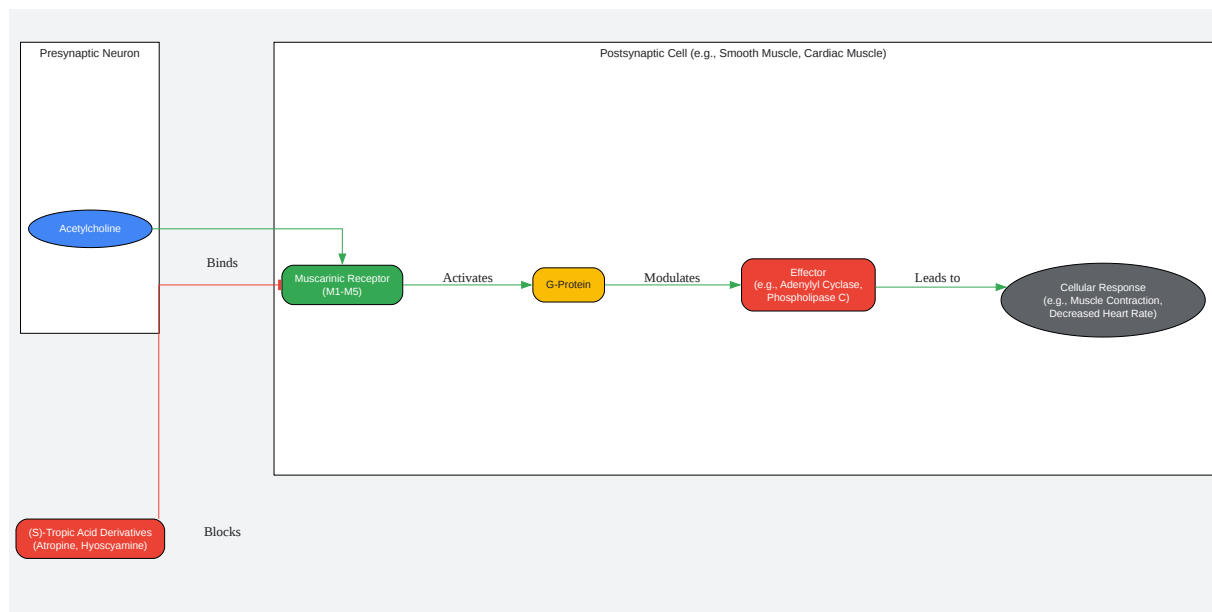 Presynaptic Neuron
Postsynaptic Cell (e.g., Smooth Muscle, Cardiac Muscle)
Acetylcholine
Binds
Muscarinic Receptor
(M1-M5)
Activates
G-Protein
Modulates
Effector
(e.g., Adenylyl Cyclase,
Phospholipase C)
Leads to
Cellular Response
(e.g., Muscle Contraction,
Decreased Heart Rate)
(S)-Tropic Acid Derivatives
(Atropine, Hyoscyamine)
Blocks